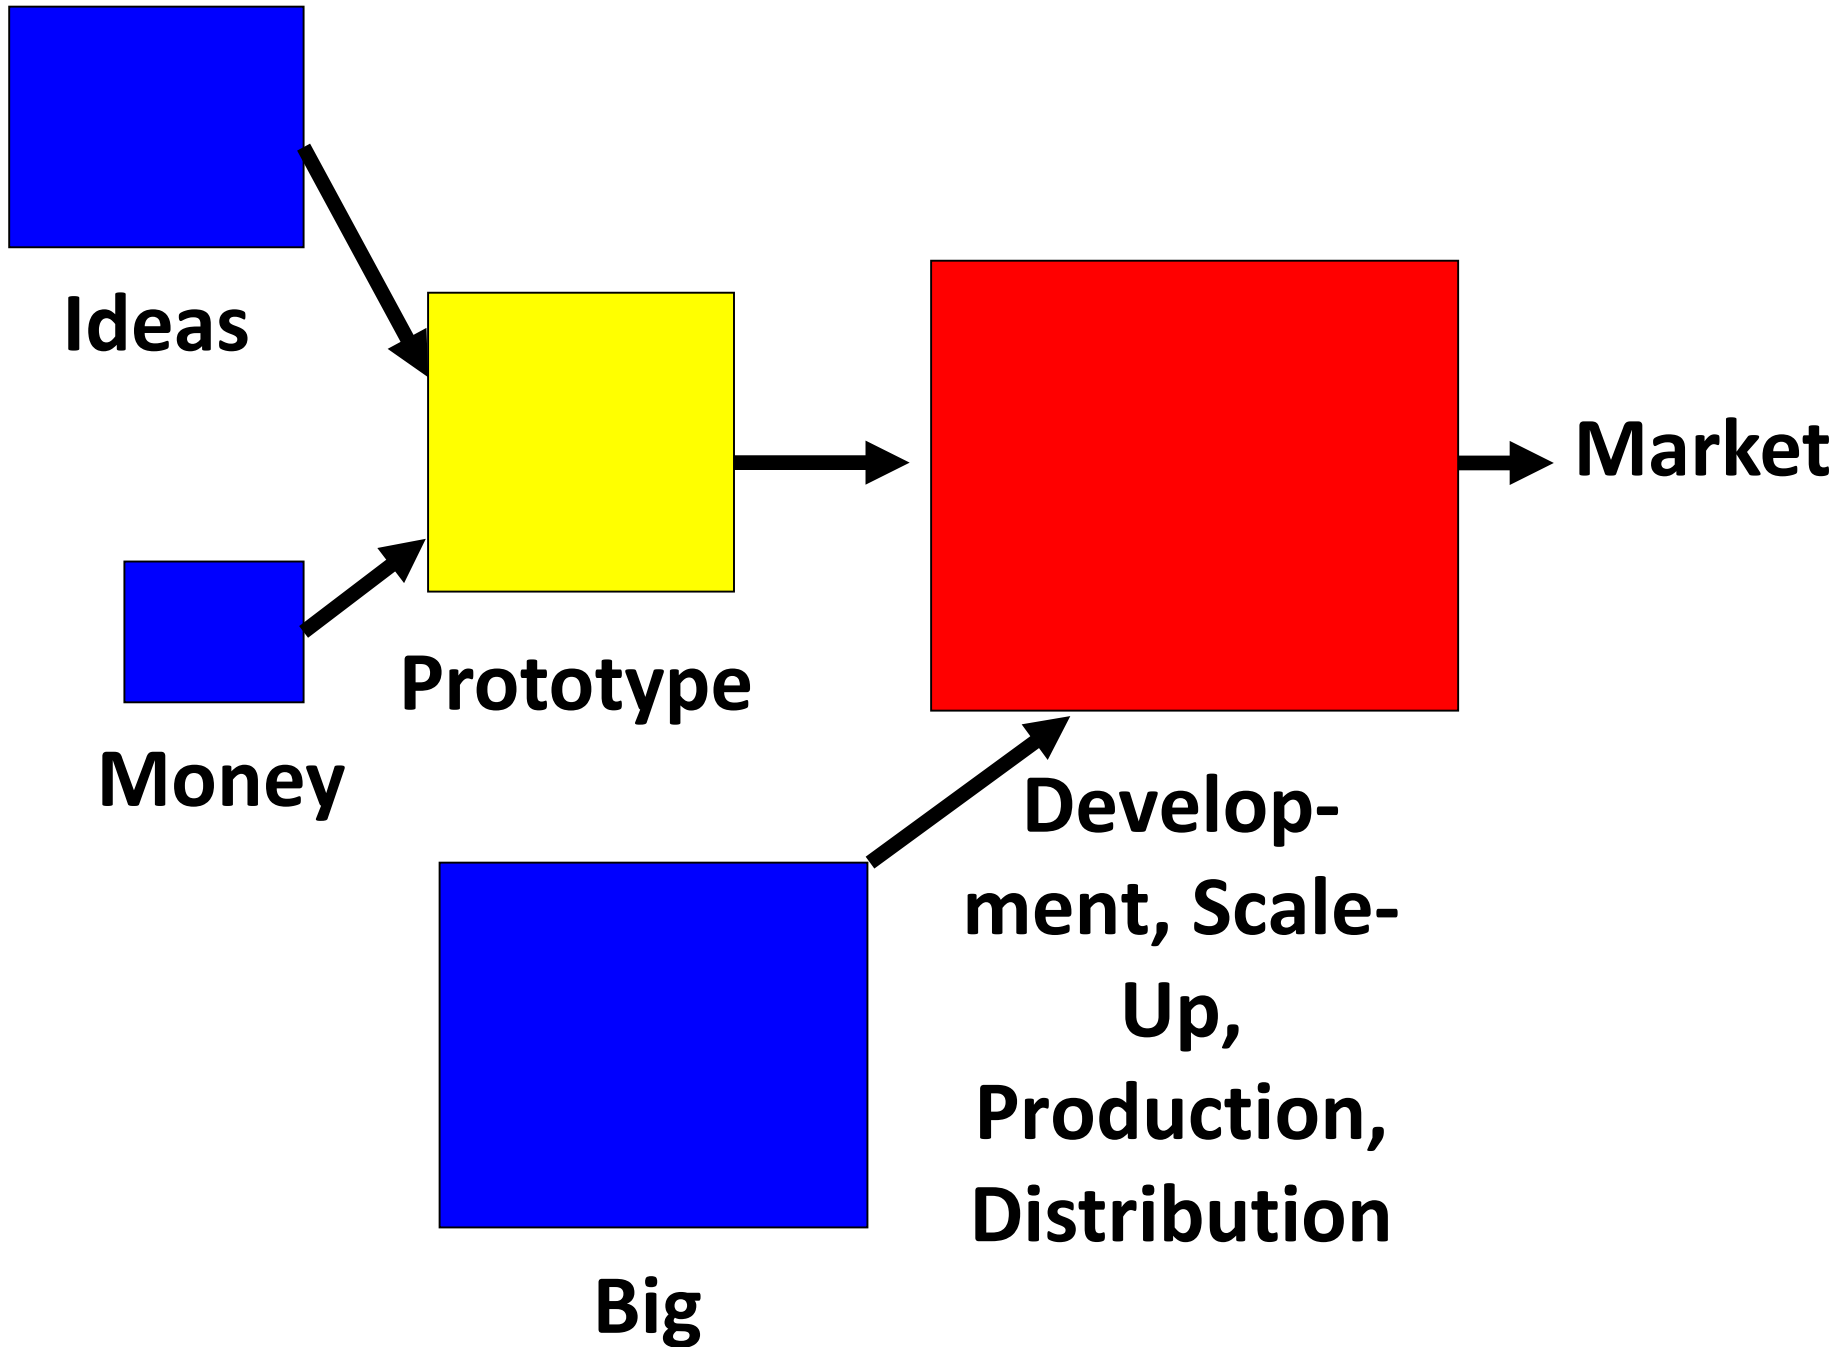 Ideas
Market
Prototype
Money
Develop-
ment, Scale-
Up,
Production,
Distribution
Big